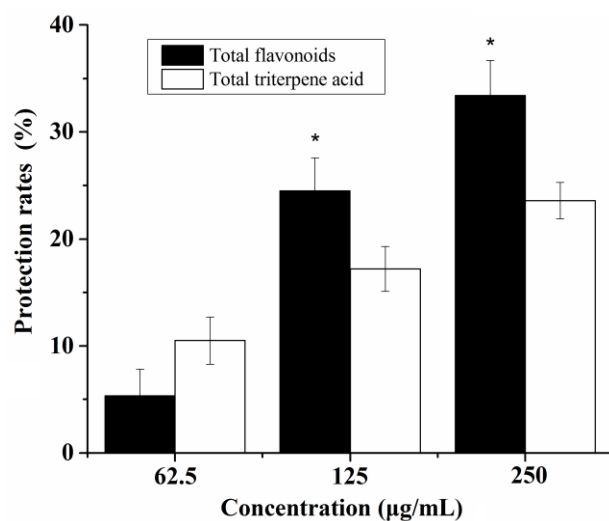 40
30
20
10
0
Protection rates (%)
Total flavonoids
Total triterpene acid
*
*
62.5 125 250
Concentration (μg/mL)